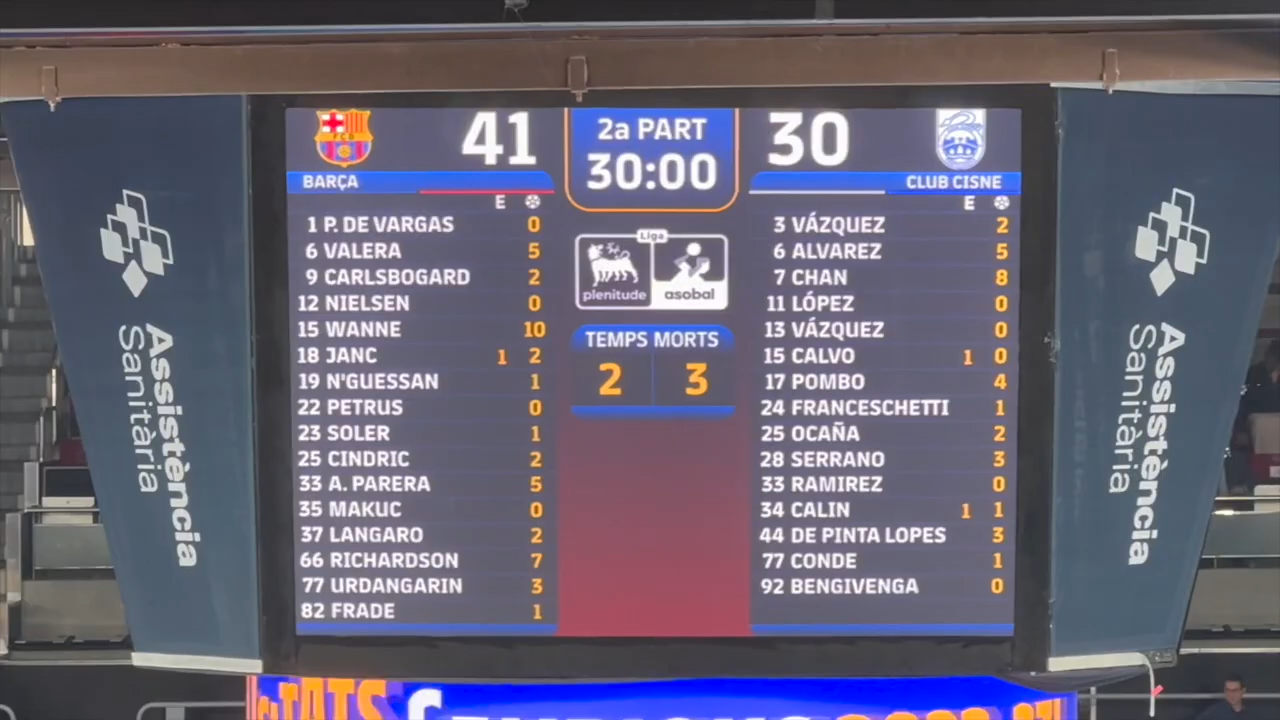 41
2a PART
30:00
30
FCB
BARÇA
CLUB CISNE
E
E
1 P. DE VARGAS 0
6 VALERA 5
9 CARLSBOGARD 2
12 NIELSEN 0
15 WANNE 10
18 JANC 1 2
19 N'GUESSAN 1
22 PETRUS 0
23 SOLER 1
25 CINDRIC 2
33 A. PARERA 5
35 MAKUC 0
37 LANGARO 2
66 RICHARDSON 7
77 URDANGARIN 3
82 FRADE 1
Liga
plenitude
asobal
TEMPS MORTS
2 3
3 VÁZQUEZ 2
6 ALVAREZ 5
7 CHAN 8
11 LÓPEZ 0
13 VÁZQUEZ 0
15 CALVO 1 0
17 POMBO 4
24 FRANCESCHETTI 1
25 OCAÑA 2
28 SERRANO 3
33 RAMIREZ 0
34 CALIN 1 1
44 DE PINTA LOPES 3
77 CONDE 1
92 BENGIVENGA 0
Assistència
Sanitària
Assistència
Sanitària